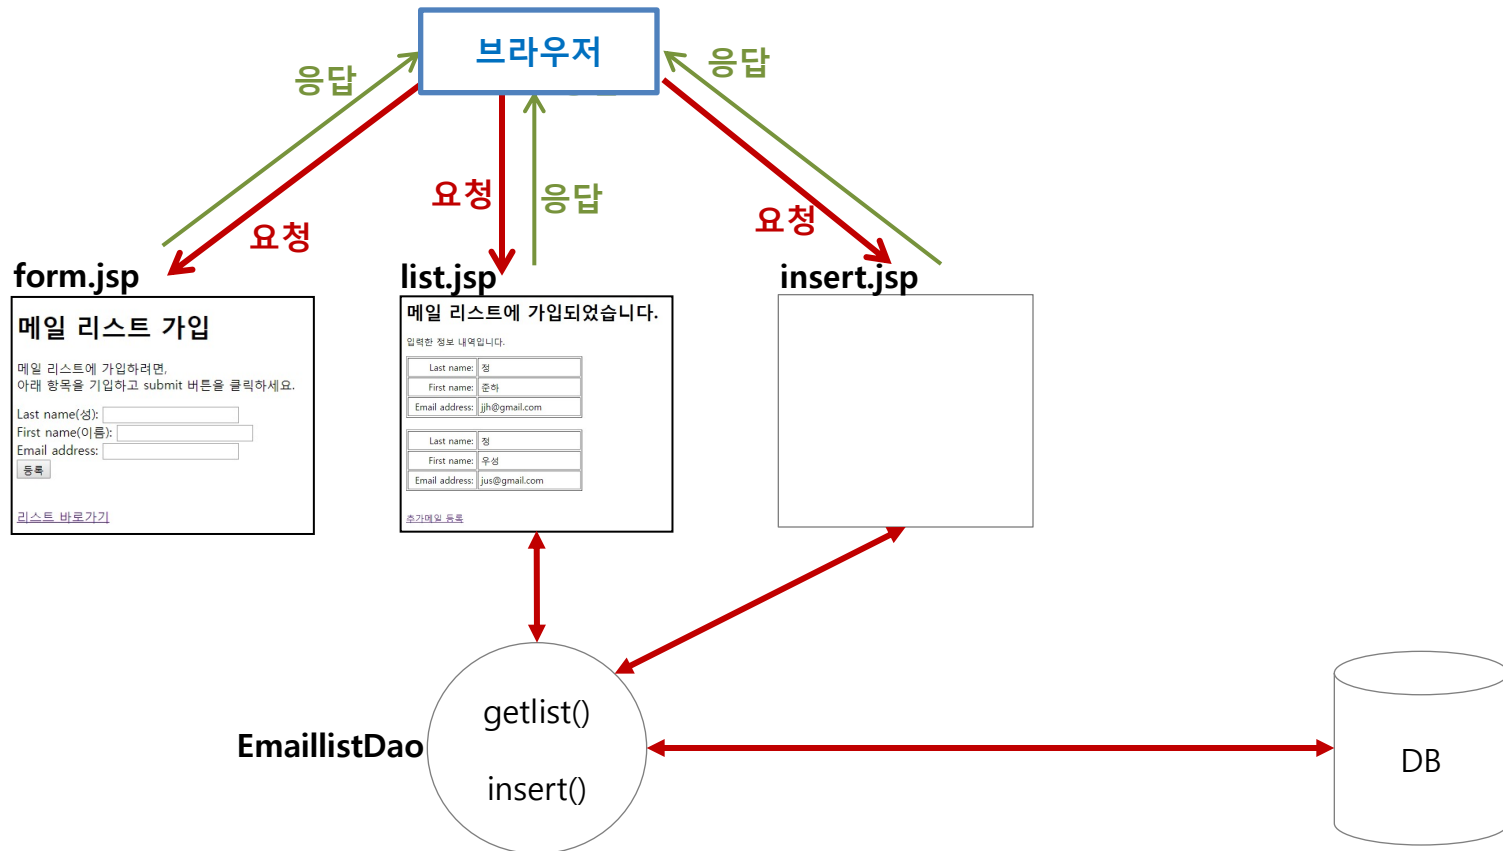 브라우저
응답
응답
요청
응답
요청
요청
form.jsp
list.jsp
insert.jsp
메일 리스트 가입
메일 리스트에 가입하려면,
아래 항목을 기입하고 submit 버튼을 클릭하세요.
Last name(성):
First name(이름):
Email address:
등록
리스트 바로가기
메일 리스트에 가입되었습니다.
입력한 정보 내역입니다.
Last name: 정
First name: 준하
Email address: jjh@gmail.com
Last name: 정
First name: 우성
Email address: jus@gmail.com
추가메일 등록
getlist()
EmaillistDao
insert()
DB